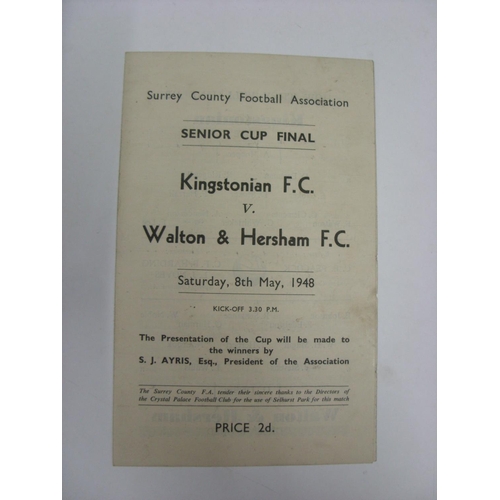 Surrey County Football Association
SENIOR CUP FINAL
Kingstonian F.C.
V.
Walton & Hersham F.C.
Saturday, 8th May, 1948
KICK-OFF 3.30 P.M.
The Presentation of the Cup will be made to
the winners by
S. J. AYRIS, Esq., President of the Association
The Surrey County F.A. tender their sincere thanks to the Directors of
the Crystal Palace Football Club for the use of Selhurst Park for this match
PRICE 2d.